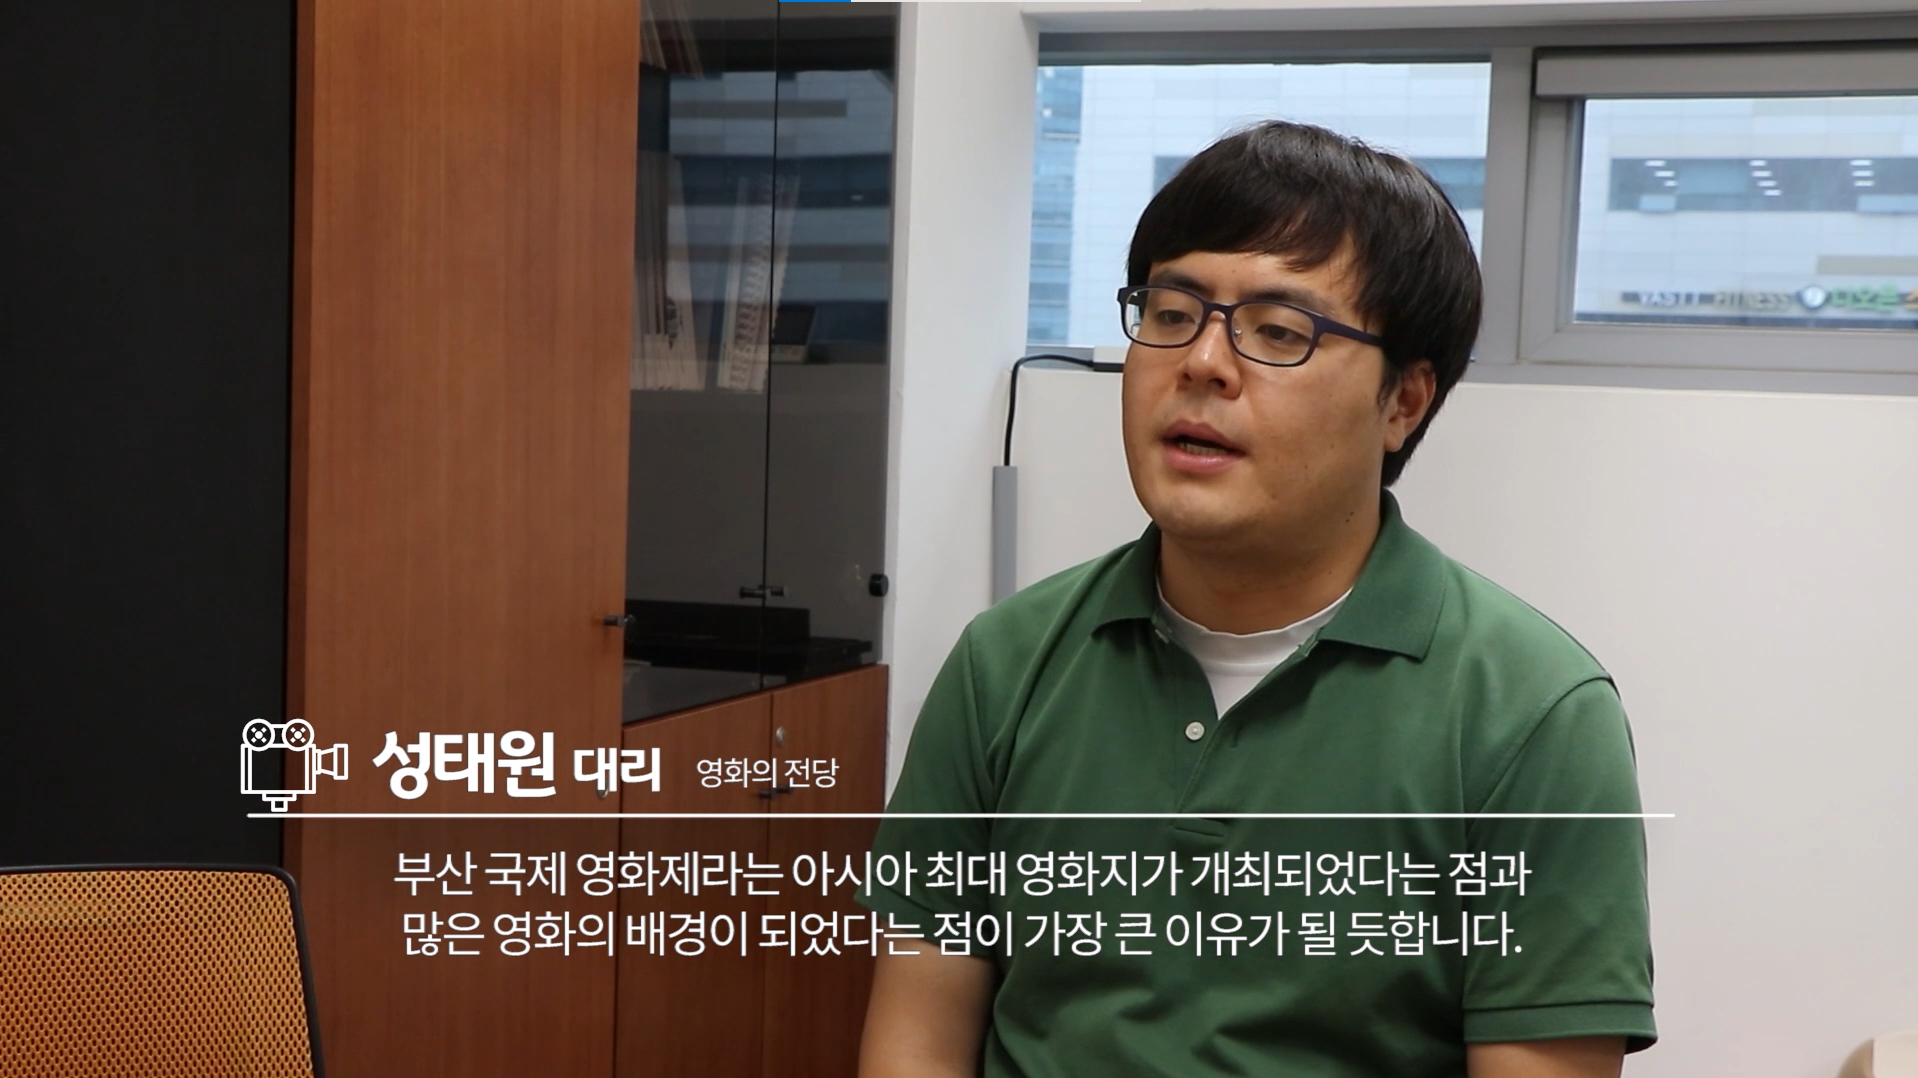 성태원 대리 영화의 전당
부산 국제 영화제라는 아시아 최대 영화지가 개최되었다는 점과
많은 영화의 배경이 되었다는 점이 가장 큰 이유가 될 듯합니다.